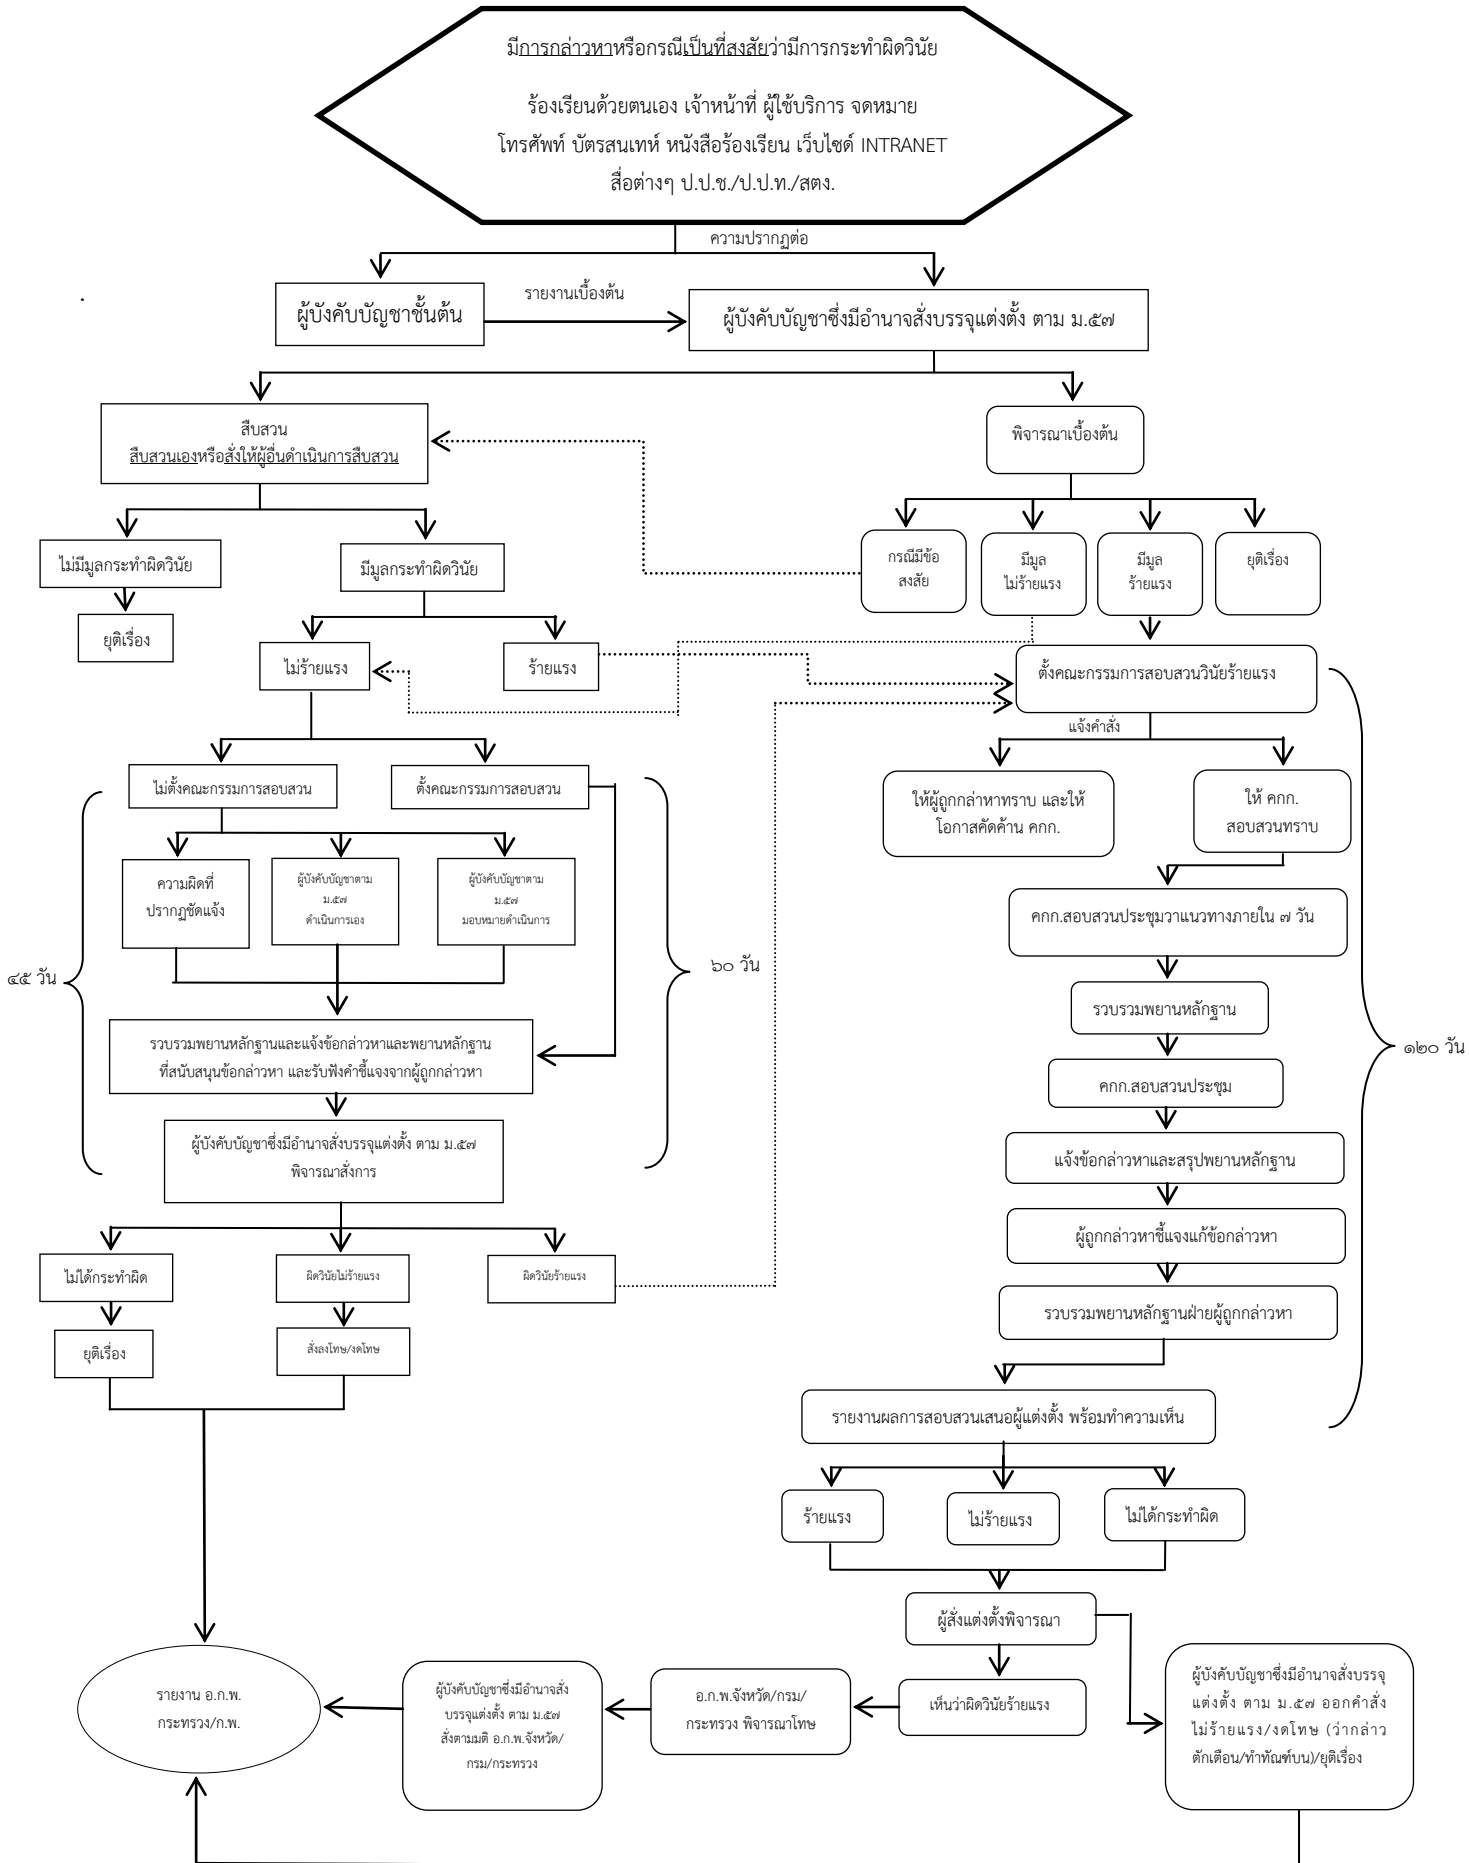 มีการกล่าวหาหรือกรณีเป็นที่สงสัยว่ามีการกระทำผิดวินัย
ร้องเรียนด้วยตนเอง เจ้าหน้าที่ ผู้ใช้บริการ จดหมาย
โทรศัพท์ บัตรสนเทห์ หนังสือร้องเรียน เว็บไซด์ INTRANET
สื่อต่างๆ ป.ป.ช./ป.ป.ท./สตง.
ความปรากฏต่อ
ผู้บังคับบัญชาชั้นต้น
รายงานเบื้องต้น
ผู้บังคับบัญชาซึ่งมีอำนาจสั่งบรรจุแต่งตั้ง ตาม ม.๕๗
สืบสวน
สืบสวนเองหรือสั่งให้ผู้อื่นดำเนินการสืบสวน
พิจารณาเบื้องต้น
ไม่มีมูลกระทำผิดวินัย
มีมูลกระทำผิดวินัย
กรณีมีข้อ
สงสัย
มีมูล
ไม่ร้ายแรง
มีมูล
ร้ายแรง
ยุติเรื่อง
ยุติเรื่อง
ไม่ร้ายแรง
ร้ายแรง
ตั้งคณะกรรมการสอบสวนวินัยร้ายแรง
แจ้งคำสั่ง
ไม่ตั้งคณะกรรมการสอบสวน
ตั้งคณะกรรมการสอบสวน
ให้ผู้ถูกกล่าหาทราบ และให้
โอกาสคัดค้าน คกก.
ให้ คกก.
สอบสวนทราบ
ความผิดที่
ปรากฏชัดแจ้ง
ผู้บังคับบัญชาตาม
ม.๕๗
ดำเนินการเอง
ผู้บังคับบัญชาตาม
ม.๕๗
มอบหมายดำเนินการ
คกก.สอบสวนประชุมวาแนวทางภายใน ๗ วัน
๔๕ วัน
๖๐ วัน
รวบรวมพยานหลักฐาน
๑๒๐ วัน
รวบรวมพยานหลักฐานและแจ้งข้อกล่าวหาและพยานหลักฐาน
ที่สนับสนุนข้อกล่าวหา และรับฟังคำชี้แจงจากผู้ถูกกล่าวหา
คกก.สอบสวนประชุม
ผู้บังคับบัญชาซึ่งมีอำนาจสั่งบรรจุแต่งตั้ง ตาม ม.๕๗
พิจารณาสั่งการ
แจ้งข้อกล่าวหาและสรุปพยานหลักฐาน
ผู้ถูกกล่าวหาชี้แจงแก้ข้อกล่าวหา
ไม่ได้กระทำผิด
ผิดวินัยไม่ร้ายแรง
ผิดวินัยร้ายแรง
รวบรวมพยานหลักฐานฝ่ายผู้ถูกกล่าวหา
ยุติเรื่อง
สั่งลงโทษ/งดโทษ
รายงานผลการสอบสวนเสนอผู้แต่งตั้ง พร้อมทำความเห็น
ร้ายแรง
ไม่ร้ายแรง
ไม่ได้กระทำผิด
ผู้สั่งแต่งตั้งพิจารณา
รายงาน อ.ก.พ.
กระทรวง/ก.พ.
ผู้บังคับบัญชาซึ่งมีอำนาจสั่ง
บรรจุแต่งตั้ง ตาม ม.๕๗
สั่งตามมติ อ.ก.พ.จังหวัด/
กรม/กระทรวง
อ.ก.พ.จังหวัด/กรม/
กระทรวง พิจารณาโทษ
เห็นว่าผิดวินัยร้ายแรง
ผู้บังคับบัญชาซึ่งมีอำนาจสั่งบรรจุ
แต่งตั้ง ตาม ม.๕๗ ออกคำสั่ง
ไม่ร้ายแรง/งดโทษ (ว่ากล่าว
ตักเตือน/ทำทัณฑ์บน)/ยุติเรื่อง